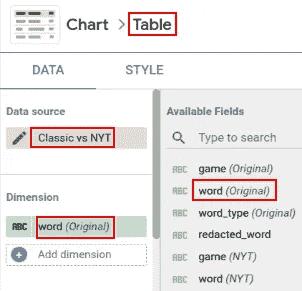 Chart > Table
DATA STYLE
Data source
Classic vs NYT
Dimension
ABC word (Original)
Add dimension
Available Fields
Type to search
ABC game (Original)
ABC word (Original)
ABC word_type (Original)
ABC redacted_word
ABC game (NYT)
ABC word (NYT)